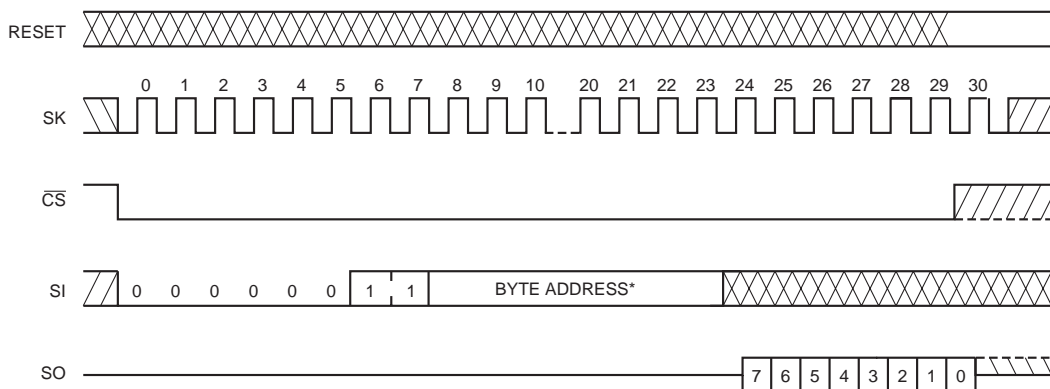 RESET
0 1 2 3 4 5 6 7 8 9 10 20 21 22 23 24 25 26 27 28 29 30
SK
CS
SI 0 0 0 0 0 0 1 1 BYTE ADDRESS*
SO 7 6 5 4 3 2 1 0